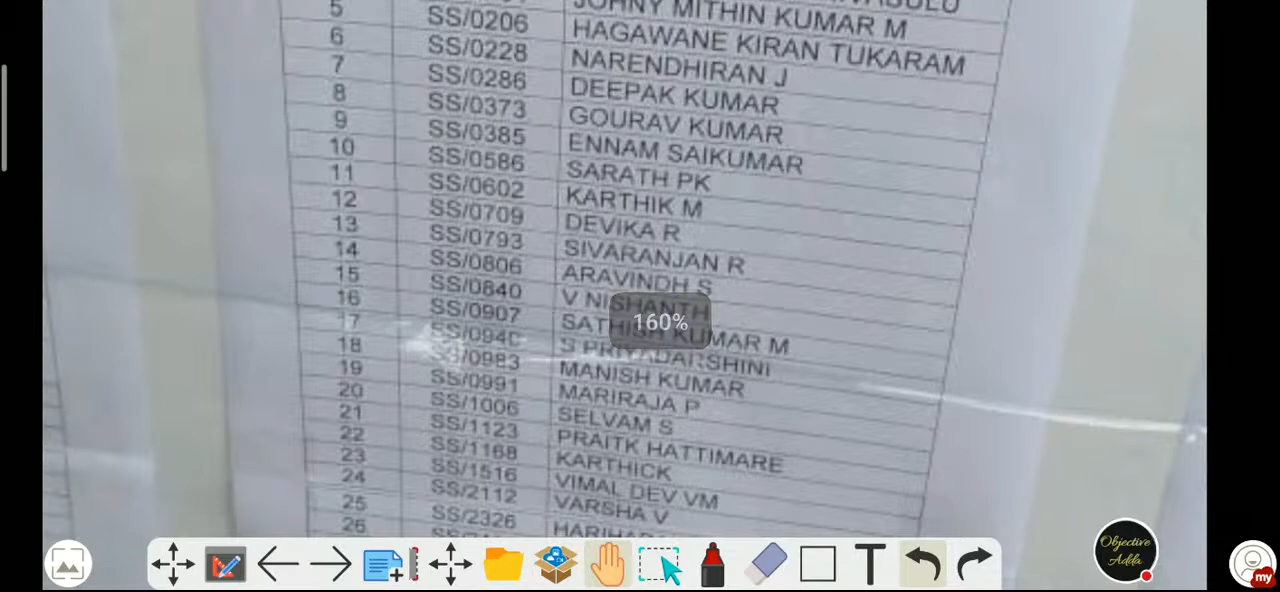 JOHNY MITHIN KUMAR M
5 SS/0206 HAGAWANE KIRAN TUKARAM
6 SS/0228 NARENDHIRAN J
7 SS/0286 DEEPAK KUMAR
8 SS/0373 GOURAV KUMAR
9 SS/0385 ENNAM SAIKUMAR
10 SS/0586 SARATH PK
11 SS/0602 KARTHIK M
12 SS/0709 DEVIKA R
13 SS/0793 SIVARANJAN R
14 SS/0806 ARAVINDH S
15 SS/0840 V NISHANTH
16 SS/0907 SATHISH KUMAR M
17 SS/0940 S PRIYADARSHINI
18 SS/0983 MANISH KUMAR
19 SS/0991 MARIRAJA P
20 SS/1006 SELVAM S
21 SS/1123 PRAITK HATTIMARE
22 SS/1168 KARTHICK
23 SS/1516 VIMAL DEV VM
24 SS/2112 VARSHA V
25 SS/2326
26
160%
T
Objective
Adda
my